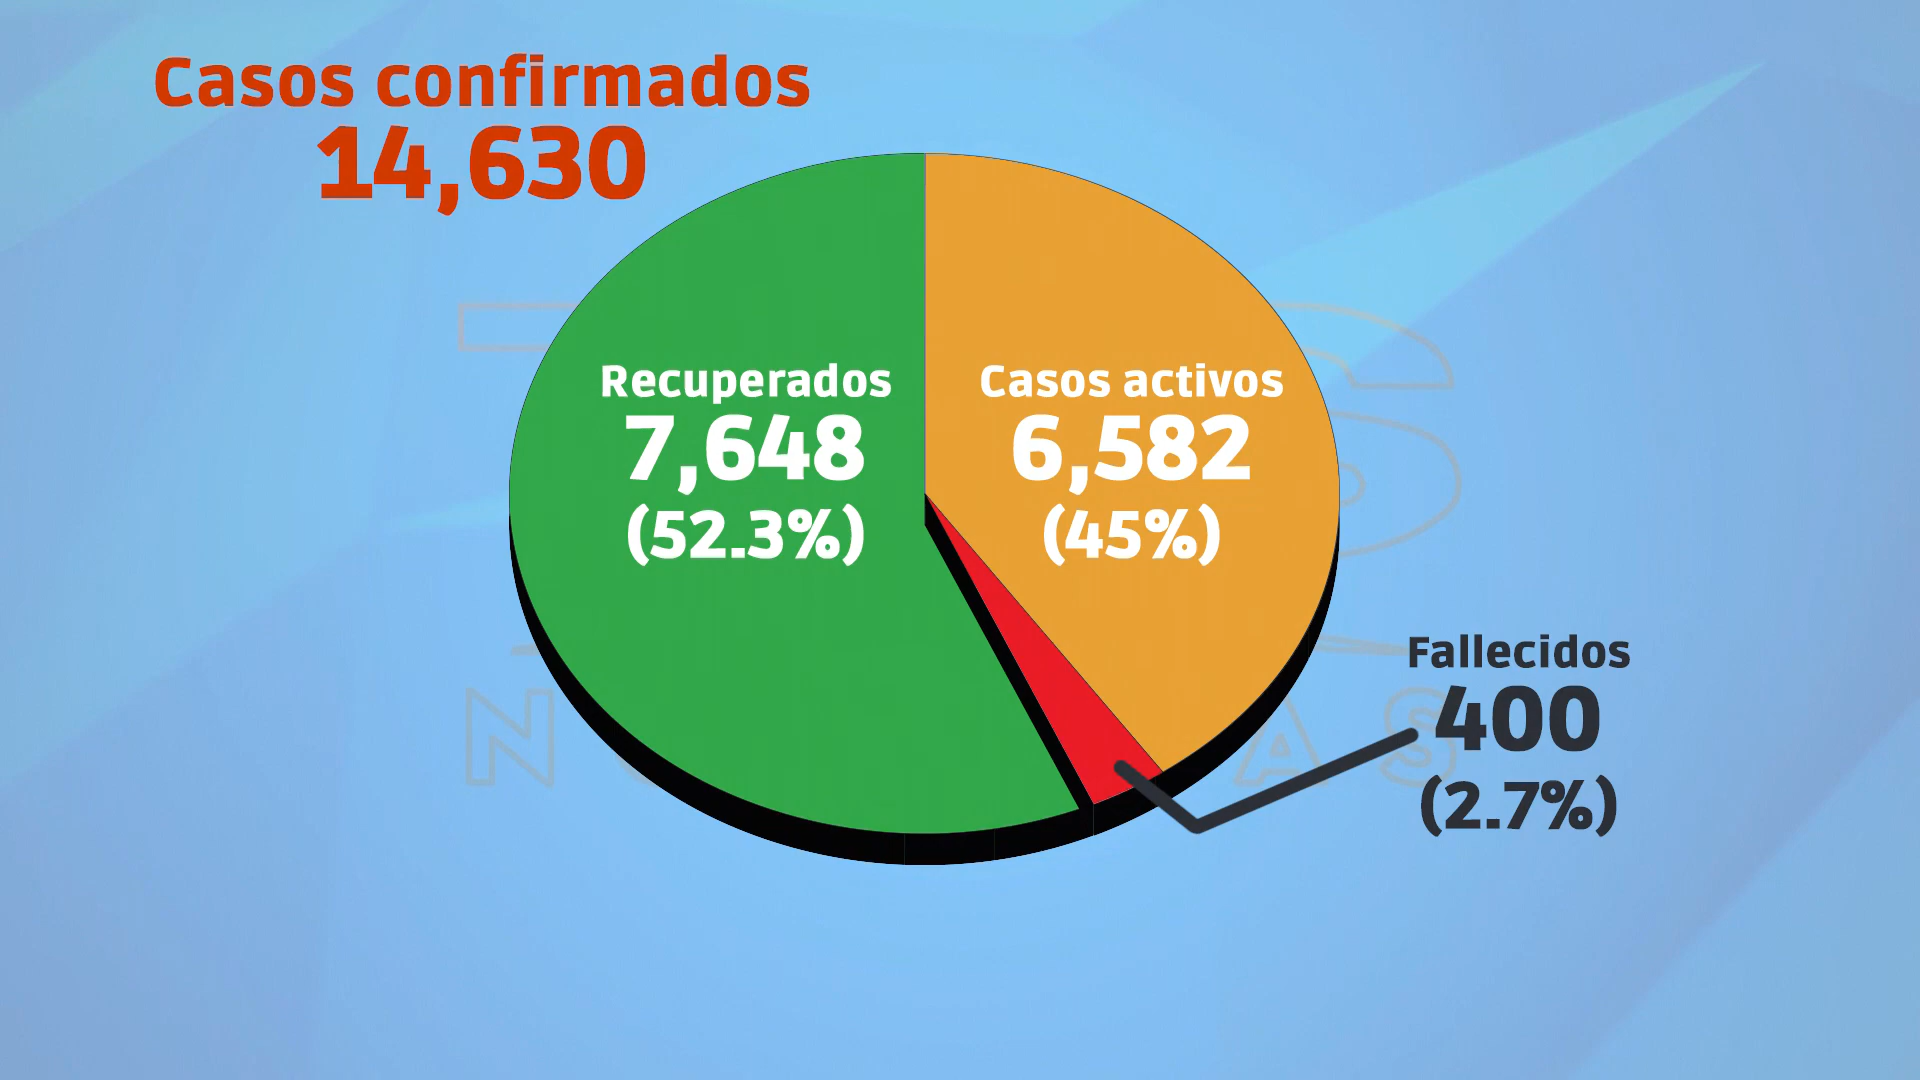 Casos confirmados
14,630
Recuperados
7,648
(52.3%)
Casos activos
6,582
(45%)
Fallecidos
400
(2.7%)